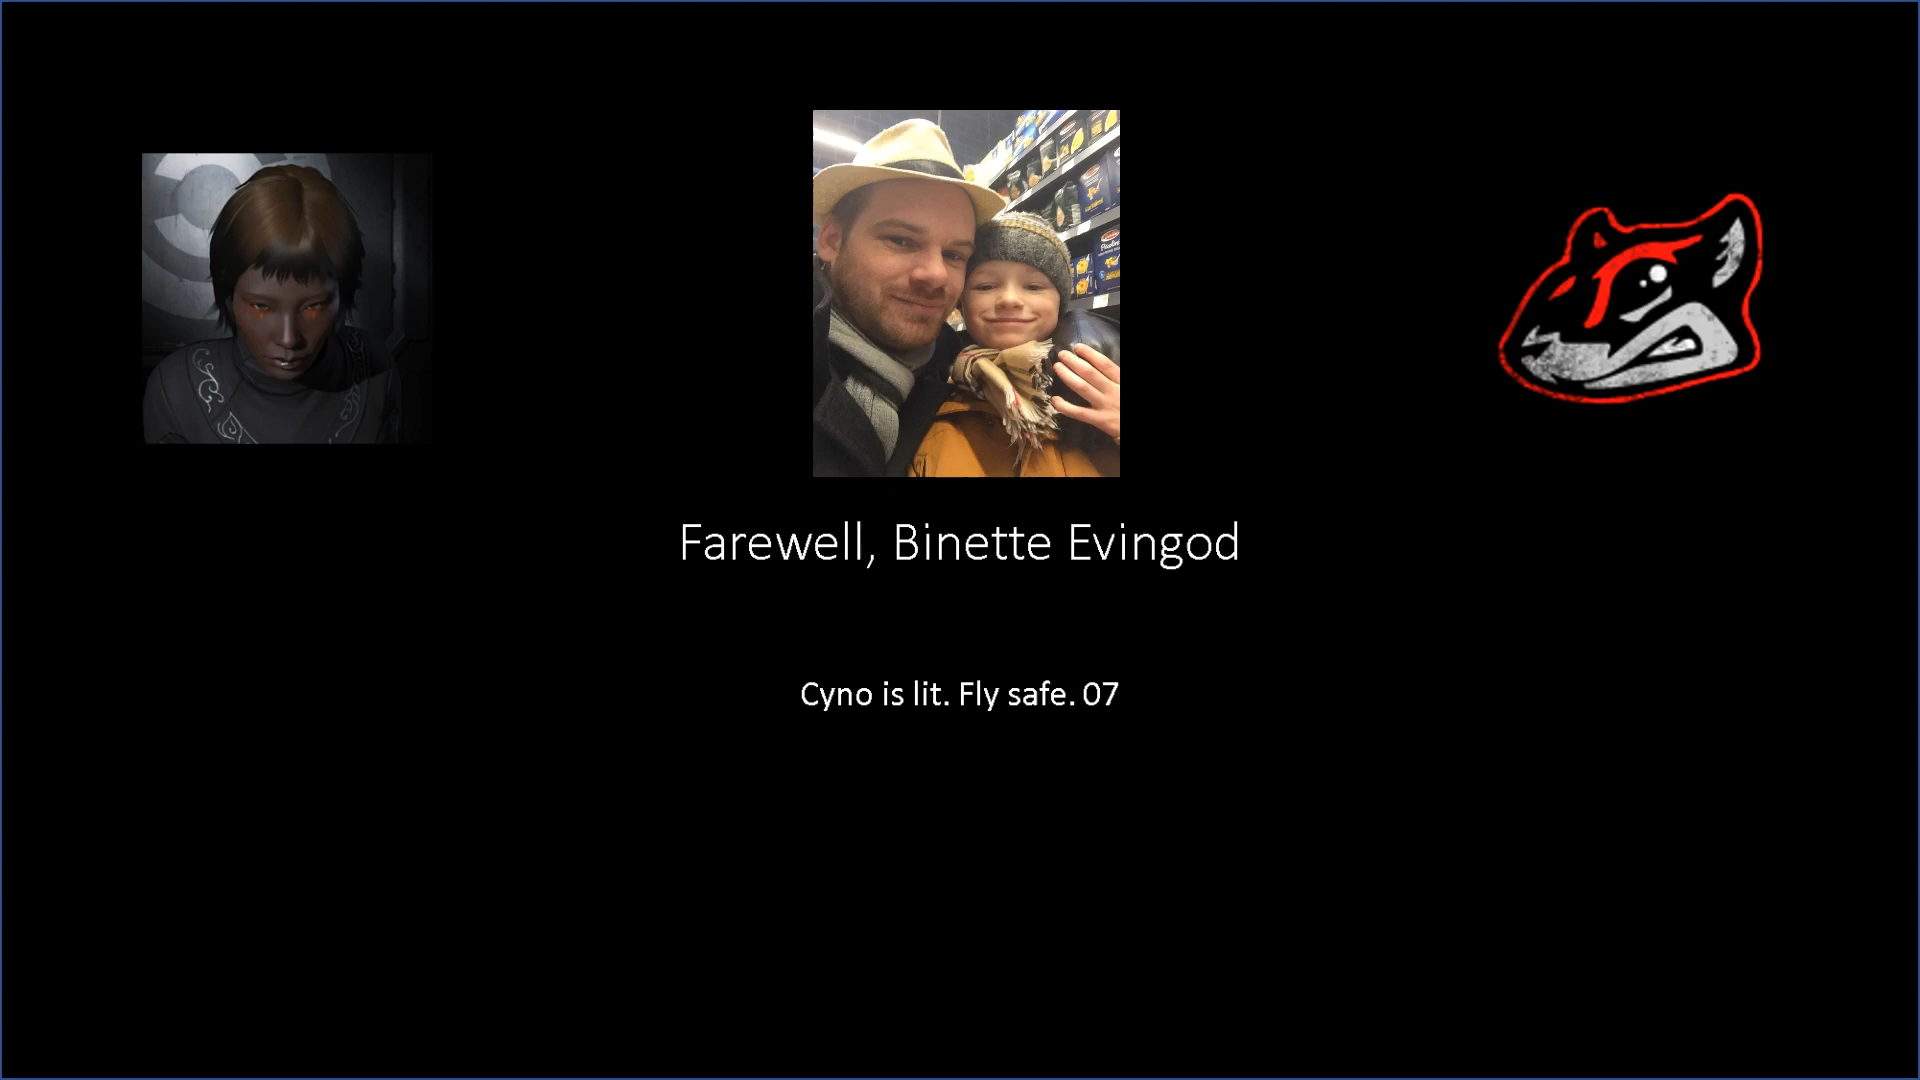 Farewell, Binette Evingod
Cyno is lit. Fly safe. 07